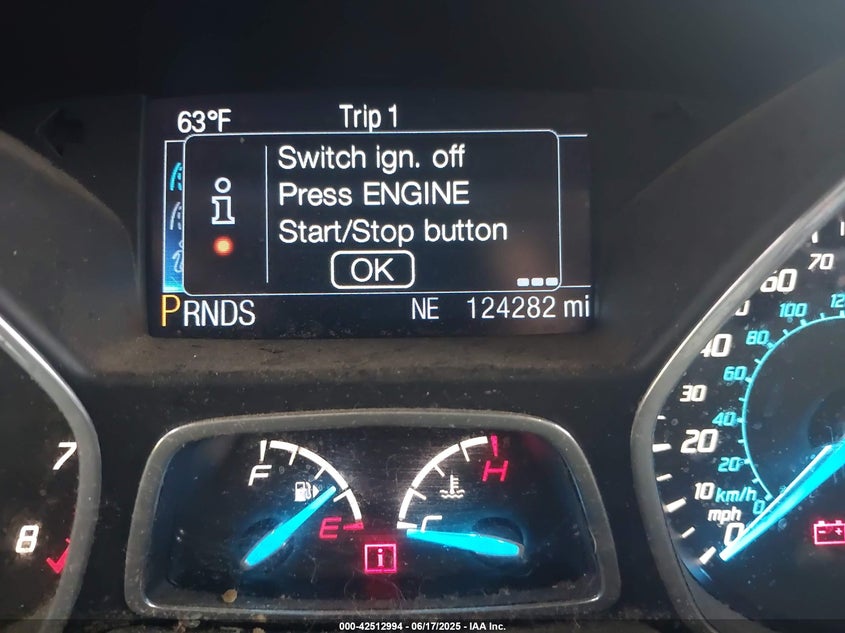 63°F Trip 1
Switch ign. off
Press ENGINE
Start/Stop button
OK
PRNDS NE 124282 mi
F
E
H
C
i
7
8
70
60
40
30
20
10
0
mph
km/h
100
80
60
40
20
0
000-42512994 / 06/17/2025 - IAA Inc.